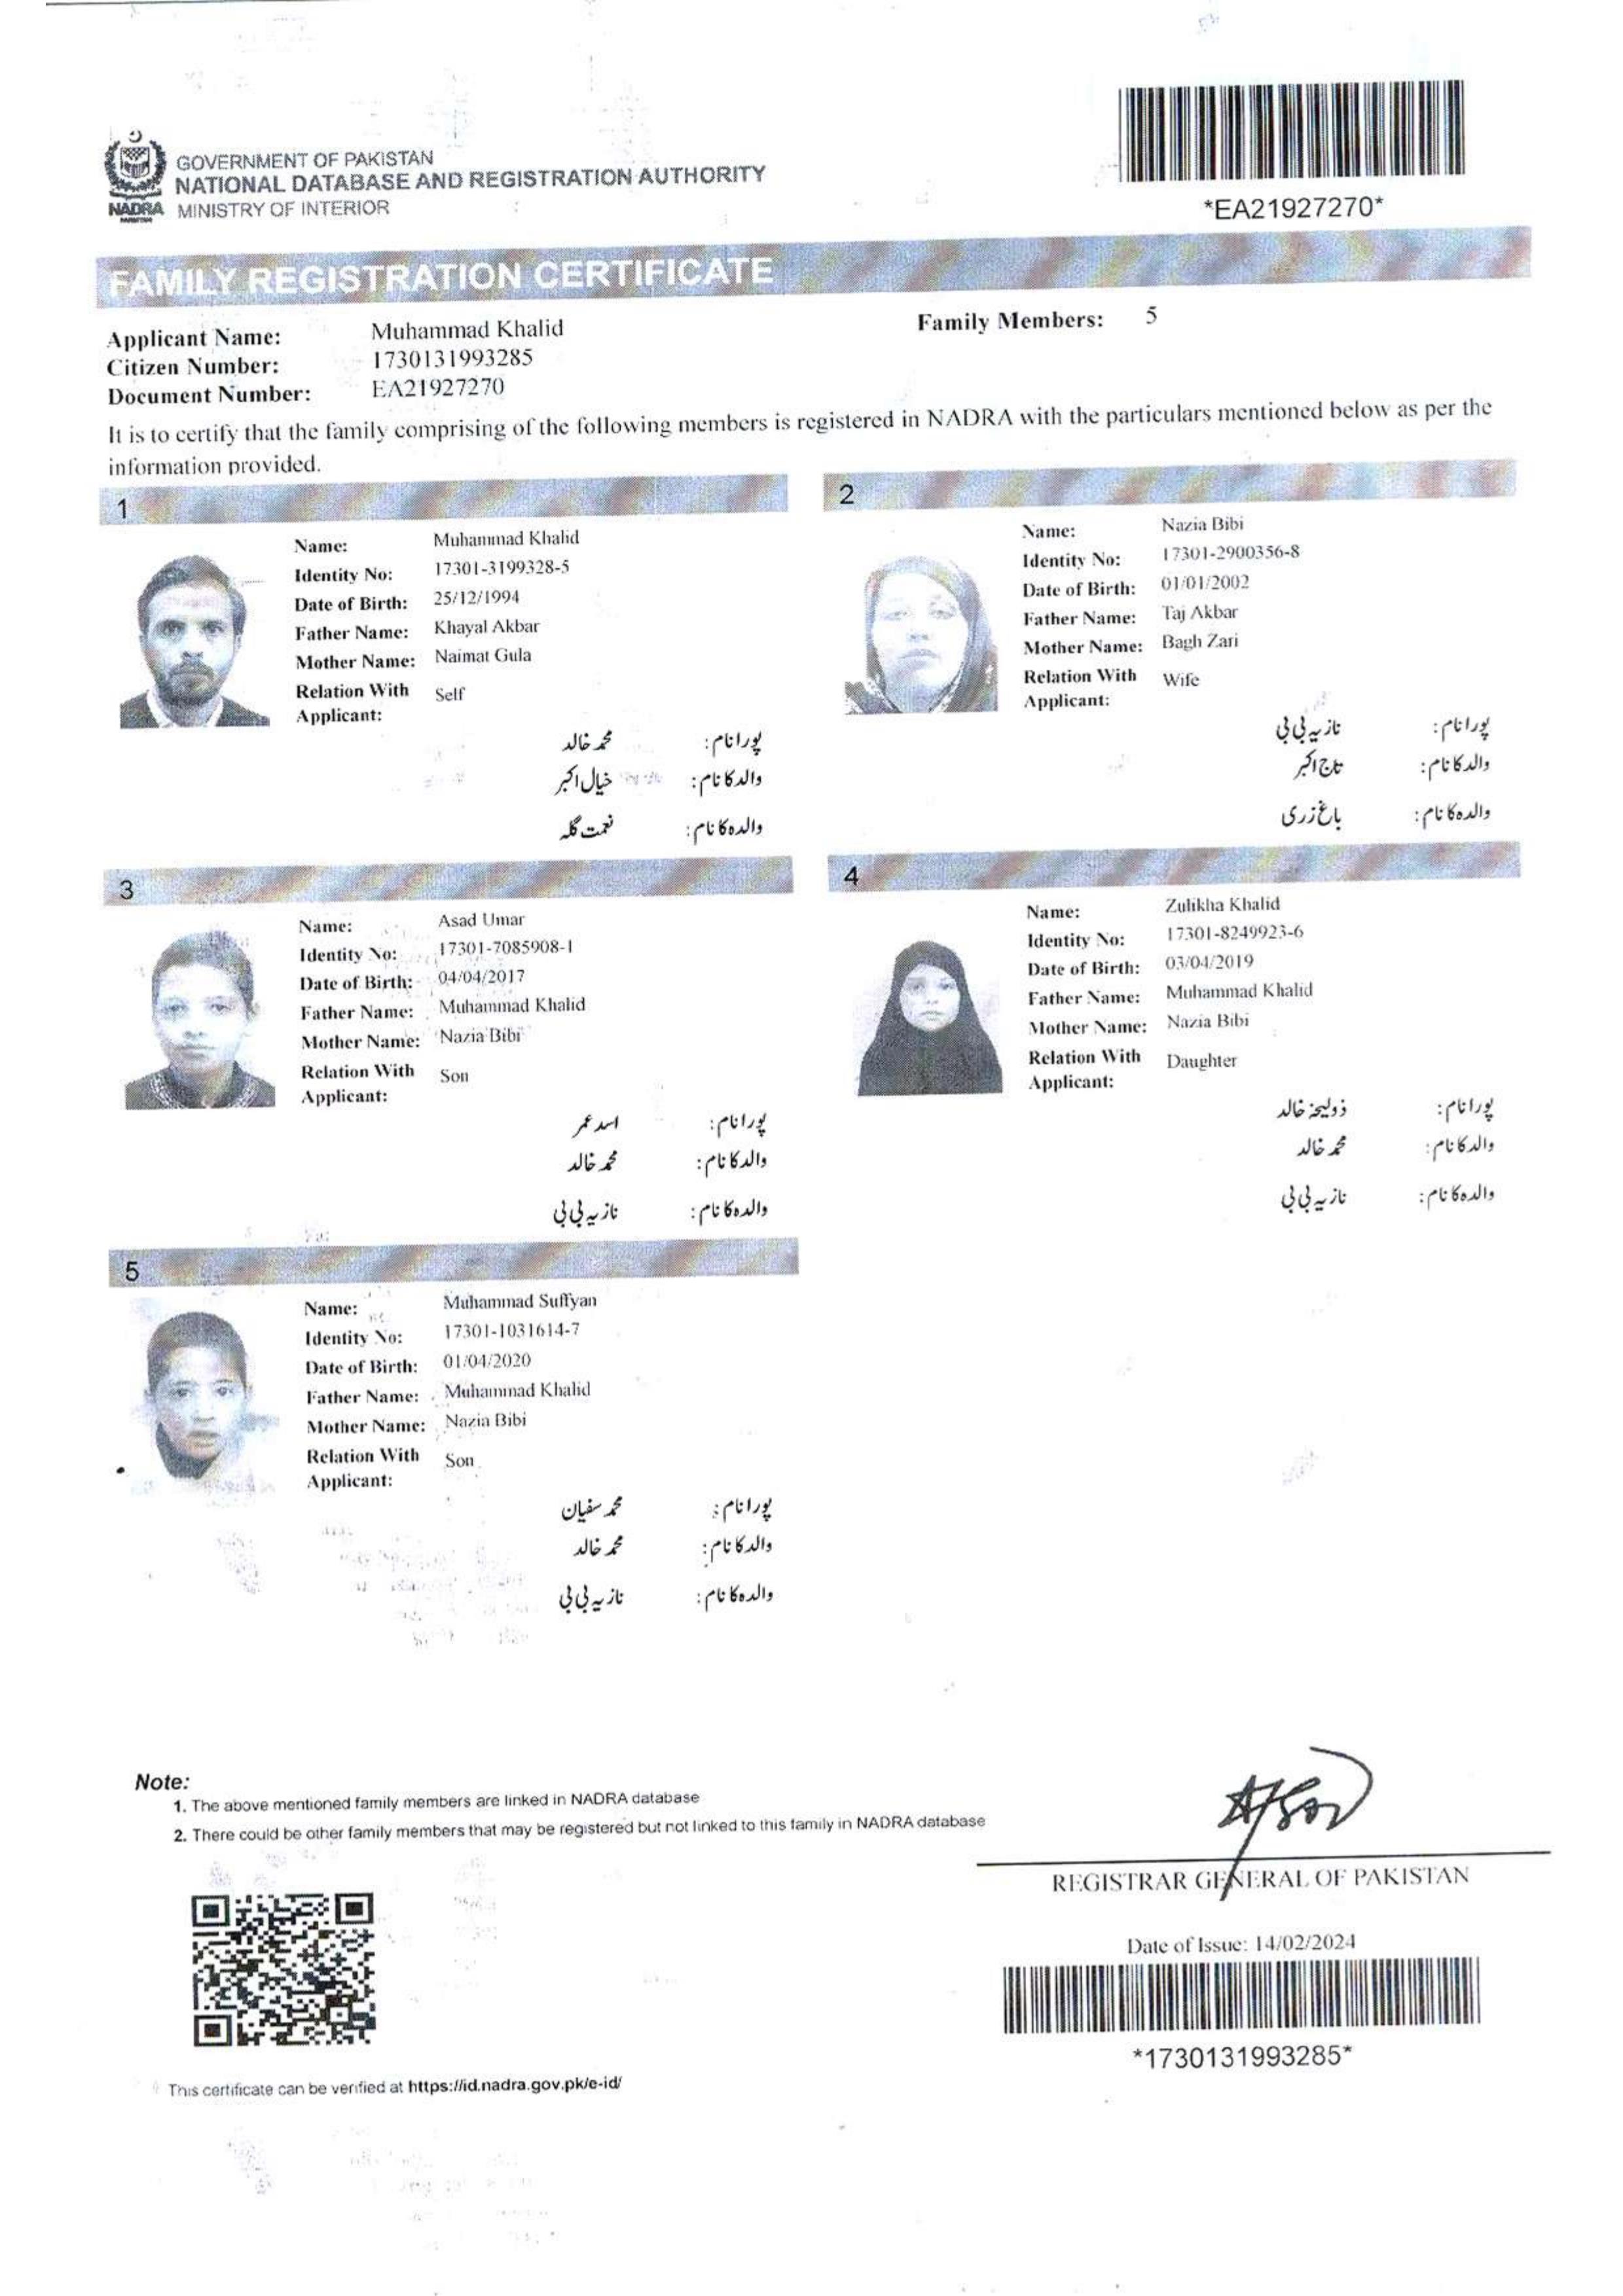 GOVERNMENT OF PAKISTAN
NATIONAL DATABASE AND REGISTRATION AUTHORITY
NADRA MINISTRY OF INTERIOR
*EA21927270*
FAMILY REGISTRATION CERTIFICATE
Applicant Name: Muhammad Khalid
Family Members: 5
Citizen Number: 1730131993285
Document Number: EA21927270
It is to certify that the family comprising of the following members is registered in NADRA with the particulars mentioned below as per the
information provided.
1
Name: Muhammad Khalid
Identity No: 17301-3199328-5
Date of Birth: 25/12/1994
Father Name: Khayal Akbar
Mother Name: Naimat Gula
Relation With Self
Applicant:
پورا نام: محمد خالد
والد کا نام: خیال اکبر
والدہ کا نام: نعمت گلہ
2
Name: Nazia Bibi
Identity No: 17301-2900356-8
Date of Birth: 01/01/2002
Father Name: Taj Akbar
Mother Name: Bagh Zari
Relation With Wife
Applicant:
پورا نام: نازیہ بی بی
والد کا نام: تاج اکبر
والدہ کا نام: باغ زری
3
Name: Asad Umar
Identity No: 17301-7085908-1
Date of Birth: 04/04/2017
Father Name: Muhammad Khalid
Mother Name: Nazia Bibi
Relation With Son
Applicant:
پورا نام: اسد عمر
والد کا نام: محمد خالد
والدہ کا نام: نازیہ بی بی
4
Name: Zulikha Khalid
Identity No: 17301-8249923-6
Date of Birth: 03/04/2019
Father Name: Muhammad Khalid
Mother Name: Nazia Bibi
Relation With Daughter
Applicant:
پورا نام: ذولیخہ خالد
والد کا نام: محمد خالد
والدہ کا نام: نازیہ بی بی
5
Name: Muhammad Suffyan
Identity No: 17301-1031614-7
Date of Birth: 01/04/2020
Father Name: Muhammad Khalid
Mother Name: Nazia Bibi
Relation With Son
Applicant:
پورا نام: محمد سفیان
والد کا نام: محمد خالد
والدہ کا نام: نازیہ بی بی
Note:
1. The above mentioned family members are linked in NADRA database
2. There could be other family members that may be registered but not linked to this family in NADRA database
REGISTRAR GENERAL OF PAKISTAN
Date of Issue: 14/02/2024
*1730131993285*
This certificate can be verified at https://id.nadra.gov.pk/e-id/